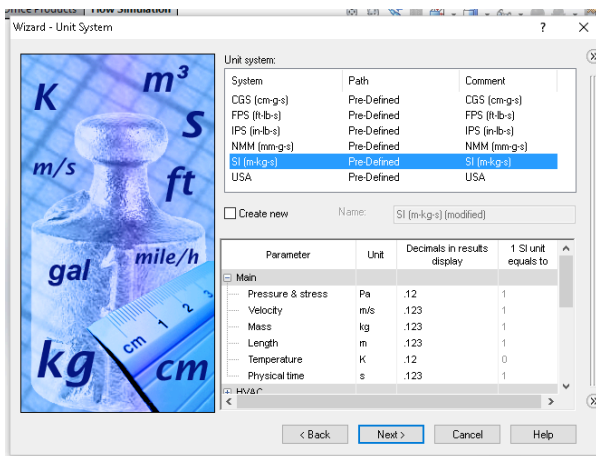 Office Products Flow Simulation
Wizard - Unit System
?
K
m³
S
m/s
ft
gal
mile/h
cm 1 2 3
kg
cm
Unit system:
System Path Comment
CGS (cm-g-s) Pre-Defined CGS (cm-g-s)
FPS (ft-lb-s) Pre-Defined FPS (ft-lb-s)
IPS (in-lb-s) Pre-Defined IPS (in-lb-s)
NMM (mm-g-s) Pre-Defined NMM (mm-g-s)
SI (m-kg-s) Pre-Defined SI (m-kg-s)
USA Pre-Defined USA
Create new Name: SI (m-kg-s) (modified)
Parameter Unit Decimals in results display 1 SI unit equals to
Main
Pressure & stress Pa .12 1
Velocity m/s .123 1
Mass kg .123 1
Length m .123 1
Temperature K .12 0
Physical time s .123 1
HVAC
< Back Next > Cancel Help